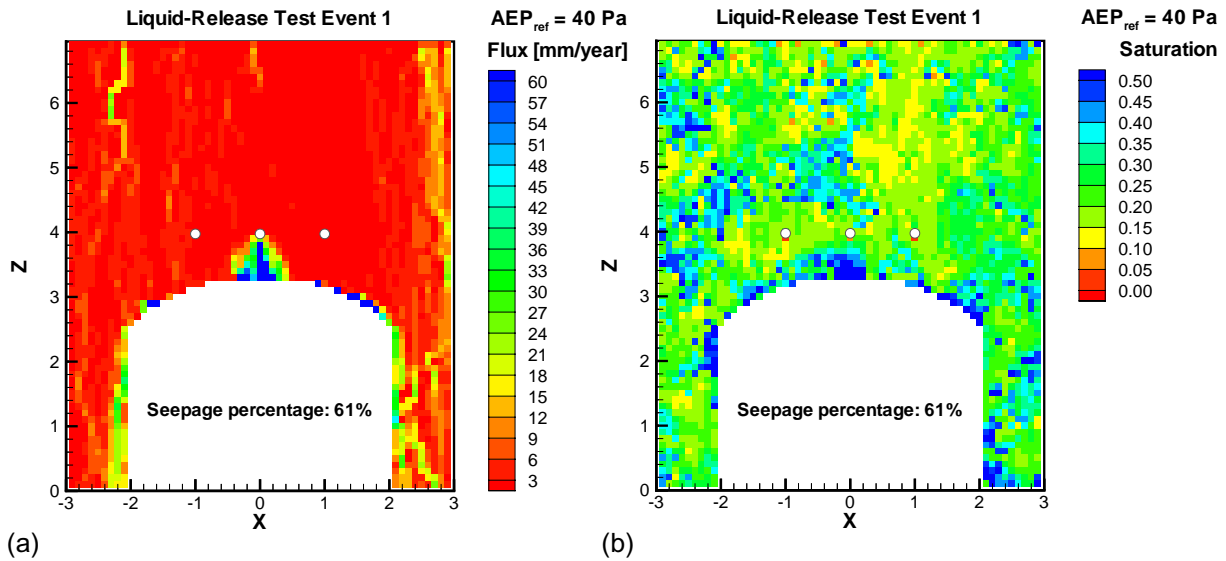 Liquid-Release Test Event 1
AEPref = 40 Pa
Flux [mm/year]
60
57
54
51
48
45
42
39
36
33
30
27
24
21
18
15
12
9
6
3
Z
6
5
4
3
2
1
0
Seepage percentage: 61%
-3 -2 -1 0 1 2 3
X
(a)
Liquid-Release Test Event 1
AEPref = 40 Pa
Saturation
0.50
0.45
0.40
0.35
0.30
0.25
0.20
0.15
0.10
0.05
0.00
Z
6
5
4
3
2
1
0
Seepage percentage: 61%
-3 -2 -1 0 1 2 3
X
(b)